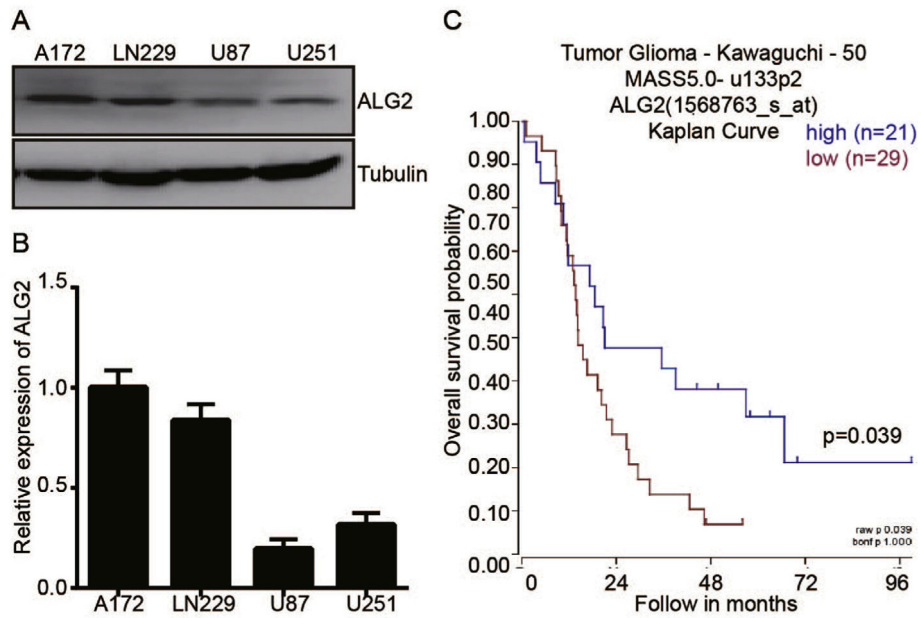 A
A172 LN229 U87 U251
ALG2
Tubulin
B
Relative expression of ALG2
1.5
1.0
0.5
0.0
A172 LN229 U87 U251
C
Tumor Glioma - Kawaguchi - 50
MASS5.0- u133p2
ALG2(1568763_s_at)
Kaplan Curve
high (n=21)
low (n=29)
Overall survival probability
1.00
0.90
0.80
0.70
0.60
0.50
0.40
0.30
0.20
0.10
0.00
p=0.039
raw p 0.039
bonf p 1.000
0 24 48 72 96
Follow in months